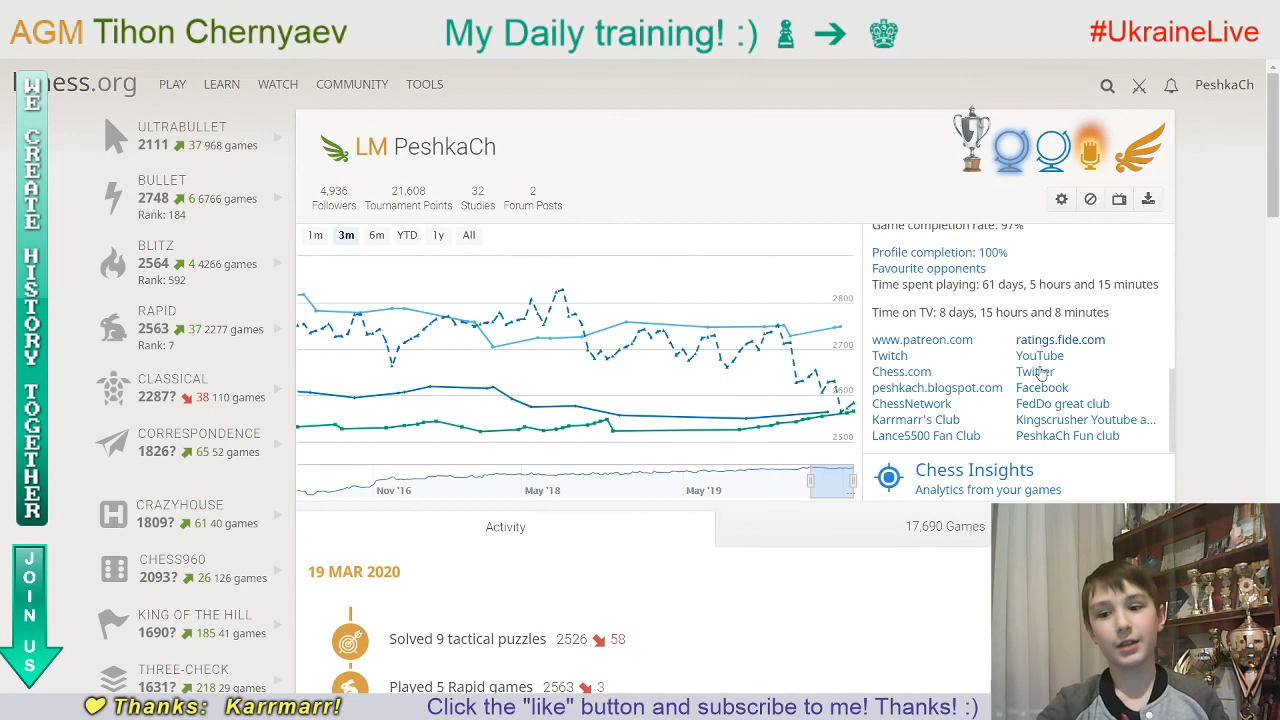 AGM Tihon Chernyaev
My Daily training! :)
#UkraineLive
WE CREATE HISTORY TOGETHER
JOIN US
ess.org
PLAY
LEARN
WATCH
COMMUNITY
TOOLS
PeshkaCh
ULTRABULLET
2111 37 968 games
BULLET
2748 6 6766 games
Rank: 184
BLITZ
2564 4 4266 games
Rank: 592
RAPID
2563 37 2277 games
Rank: 7
CLASSICAL
2287? 38 110 games
CORRESPONDENCE
1826? 65 52 games
CRAZYHOUSE
1809? 61 40 games
CHESS960
2093? 26 126 games
KING OF THE HILL
1690? 185 41 games
THREE-CHECK
1631? 218 29 games
LM PeshkaCh
4,936 21,608 32 2
Followers Tournament Points Studies Forum Posts
1m 3m 6m YTD 1y All
2800
2700
2600
2500
Nov '16 May '18 May '19
Game completion rate: 97%
Profile completion: 100%
Favourite opponents
Time spent playing: 61 days, 5 hours and 15 minutes
Time on TV: 8 days, 15 hours and 8 minutes
www.patreon.com ratings.fide.com
Twitch YouTube
Chess.com Twitter
peshkach.blogspot.com Facebook
ChessNetwork FedDo great club
Karrmarr's Club Kingscrusher Youtube a...
Lance5500 Fan Club PeshkaCh Fun club
Chess Insights
Analytics from your games
Activity
17,690 Games
19 MAR 2020
Solved 9 tactical puzzles 2526 58
Played 5 Rapid games 2563 3
Thanks: Karrmarr!
Click the "like" button and subscribe to me! Thanks! :)